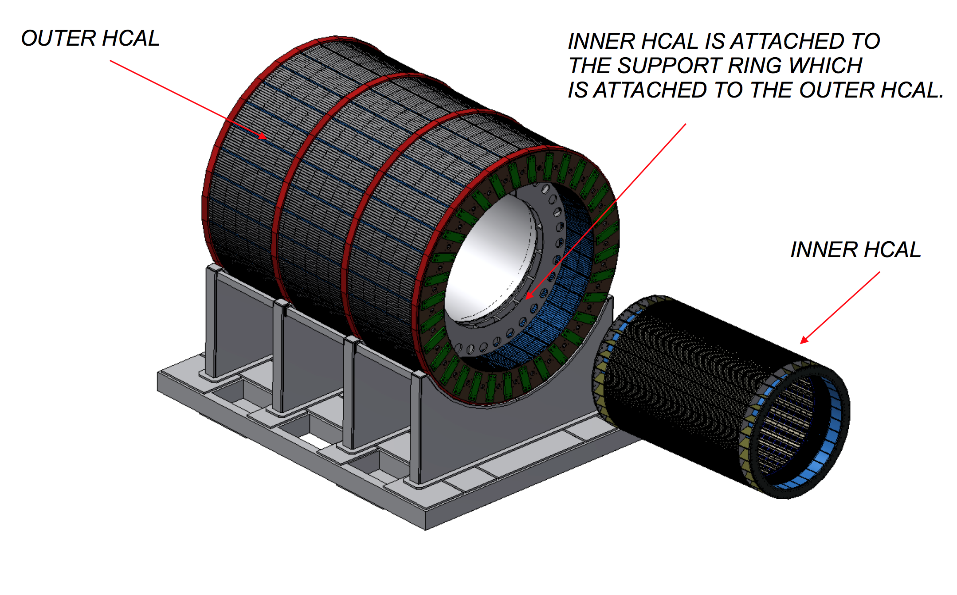 OUTER HCAL
INNER HCAL IS ATTACHED TO
THE SUPPORT RING WHICH
IS ATTACHED TO THE OUTER HCAL.
INNER HCAL